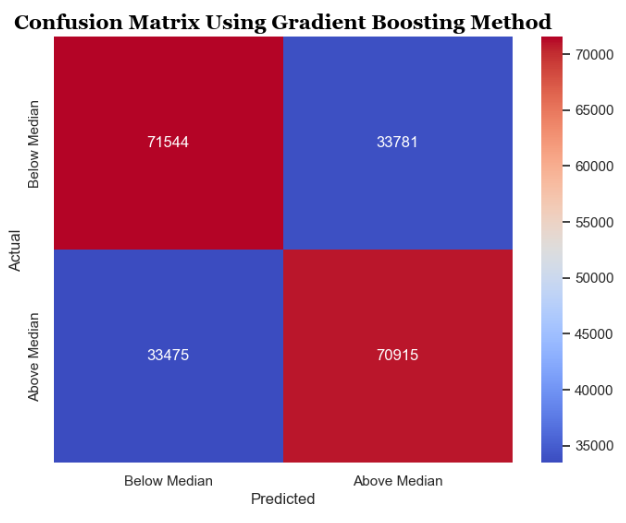 Confusion Matrix Using Gradient Boosting Method
Below Median
Above Median
Actual
71544
33781
33475
70915
Below Median
Above Median
Predicted
70000
65000
60000
55000
50000
45000
40000
35000